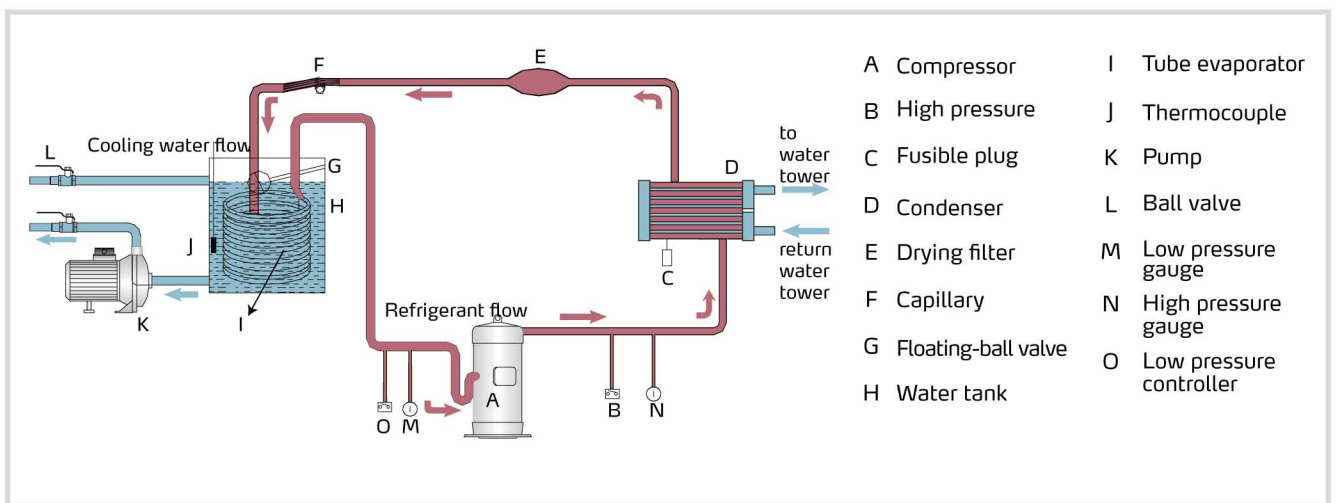 E
F
Cooling water flow
L
G
H
J
K
I
Refrigerant flow
A
O
M
B
N
C
D
to
water
tower
return
water
tower
A Compressor
B High pressure
C Fusible plug
D Condenser
E Drying filter
F Capillary
G Floating-ball valve
H Water tank
I Tube evaporator
J Thermocouple
K Pump
L Ball valve
M Low pressure
gauge
N High pressure
gauge
O Low pressure
controller